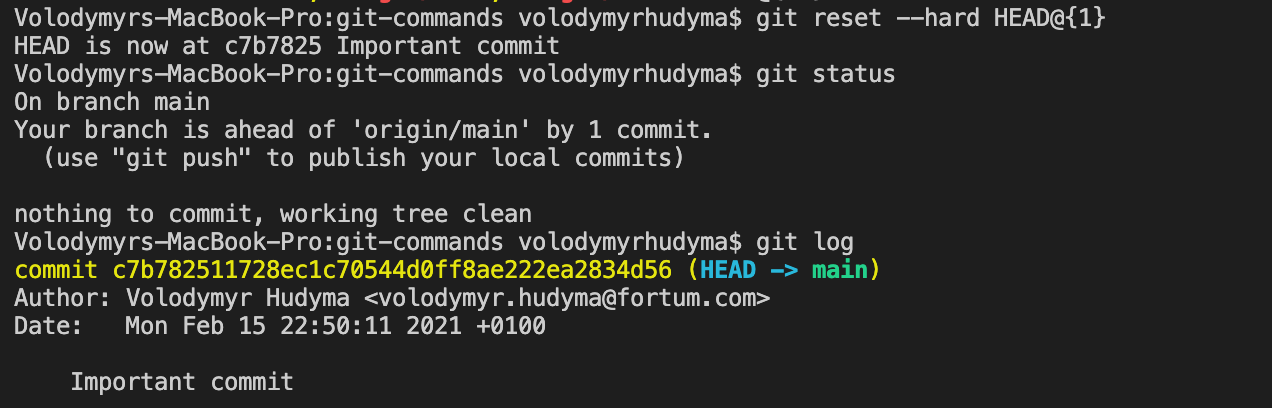 Volodymyrs-MacBook-Pro:git-commands volodymyrhudyma$ git reset --hard HEAD@{1}
HEAD is now at c7b7825 Important commit
Volodymyrs-MacBook-Pro:git-commands volodymyrhudyma$ git status
On branch main
Your branch is ahead of 'origin/main' by 1 commit.
  (use "git push" to publish your local commits)

nothing to commit, working tree clean
Volodymyrs-MacBook-Pro:git-commands volodymyrhudyma$ git log
commit c7b782511728ec1c70544d0ff8ae222ea2834d56 (HEAD -> main)
Author: Volodymyr Hudyma <volodymyr.hudyma@fortum.com>
Date:   Mon Feb 15 22:50:11 2021 +0100

    Important commit